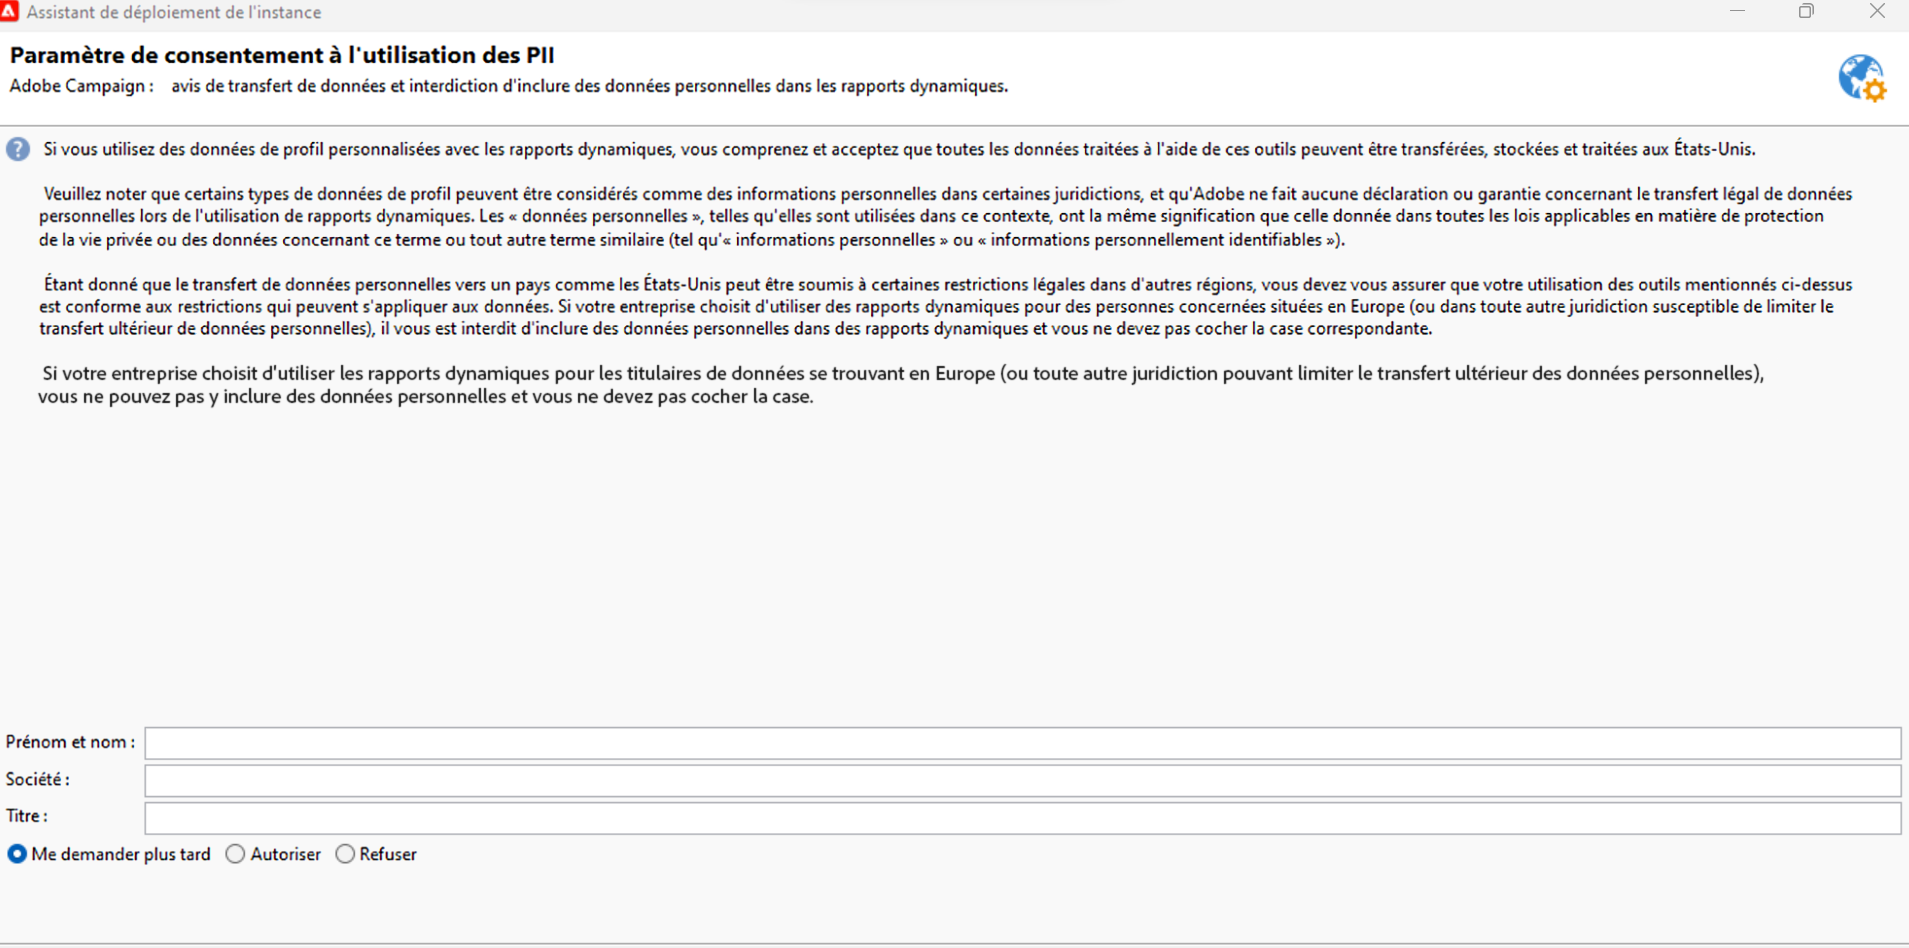 Assistant de déploiement de l'instance
Paramètre de consentement à l'utilisation des PII
Adobe Campaign : avis de transfert de données et interdiction d'inclure des données personnelles dans les rapports dynamiques.
Si vous utilisez des données de profil personnalisées avec les rapports dynamiques, vous comprenez et acceptez que toutes les données traitées à l'aide de ces outils peuvent être transférées, stockées et traitées aux États-Unis.
Veuillez noter que certains types de données de profil peuvent être considérés comme des informations personnelles dans certaines juridictions, et qu'Adobe ne fait aucune déclaration ou garantie concernant le transfert légal de données
personnelles lors de l'utilisation de rapports dynamiques. Les « données personnelles », telles qu'elles sont utilisées dans ce contexte, ont la même signification que celle donnée dans toutes les lois applicables en matière de protection
de la vie privée ou des données concernant ce terme ou tout autre terme similaire (tel qu'« informations personnelles » ou « informations personnellement identifiables »).
Étant donné que le transfert de données personnelles vers un pays comme les États-Unis peut être soumis à certaines restrictions légales dans d'autres régions, vous devez vous assurer que votre utilisation des outils mentionnés ci-dessus
est conforme aux restrictions qui peuvent s'appliquer aux données. Si votre entreprise choisit d'utiliser des rapports dynamiques pour des personnes concernées situées en Europe (ou dans toute autre juridiction susceptible de limiter le
transfert ultérieur de données personnelles), il vous est interdit d'inclure des données personnelles dans des rapports dynamiques et vous ne devez pas cocher la case correspondante.
Si votre entreprise choisit d'utiliser les rapports dynamiques pour les titulaires de données se trouvant en Europe (ou toute autre juridiction pouvant limiter le transfert ultérieur des données personnelles),
vous ne pouvez pas y inclure des données personnelles et vous ne devez pas cocher la case.
Prénom et nom :
Société :
Titre :
Me demander plus tard Autoriser Refuser